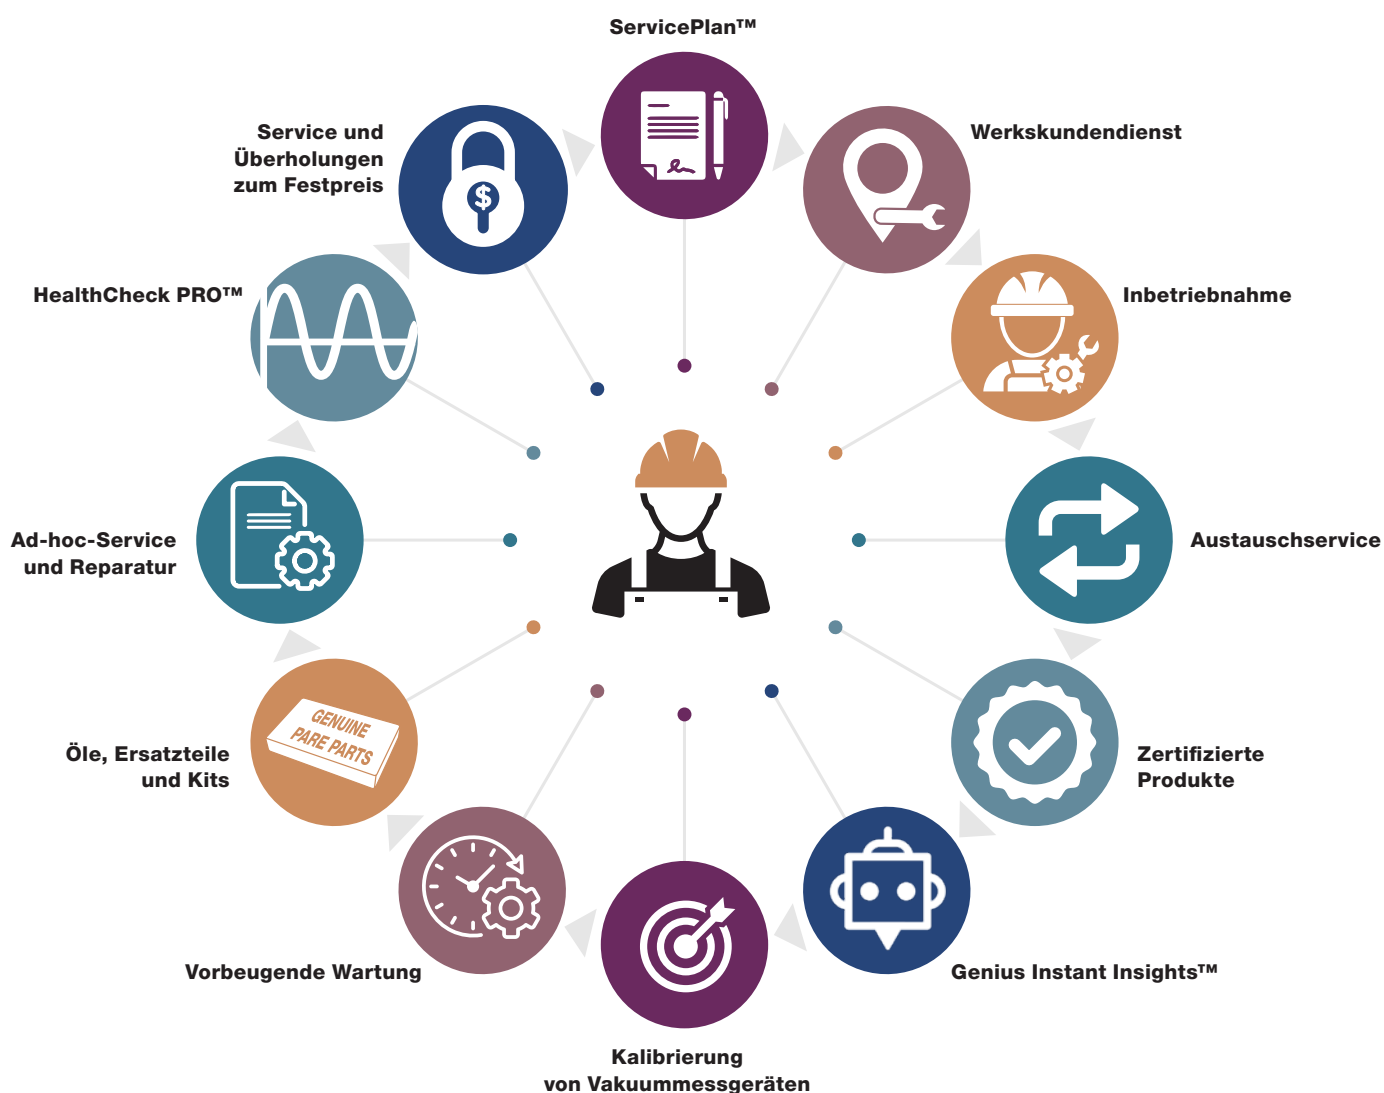 ServicePlan™
Werkskundendienst
Inbetriebnahme
Austauschservice
Zertifizierte
Produkte
Genius Instant Insights™
Kalibrierung
von Vakuummessgeräten
Vorbeugende Wartung
Öle, Ersatzteile
und Kits
GENUINE
PARE PARTS
Ad-hoc-Service
und Reparatur
HealthCheck PRO™
Service und
Überholungen
zum Festpreis
$